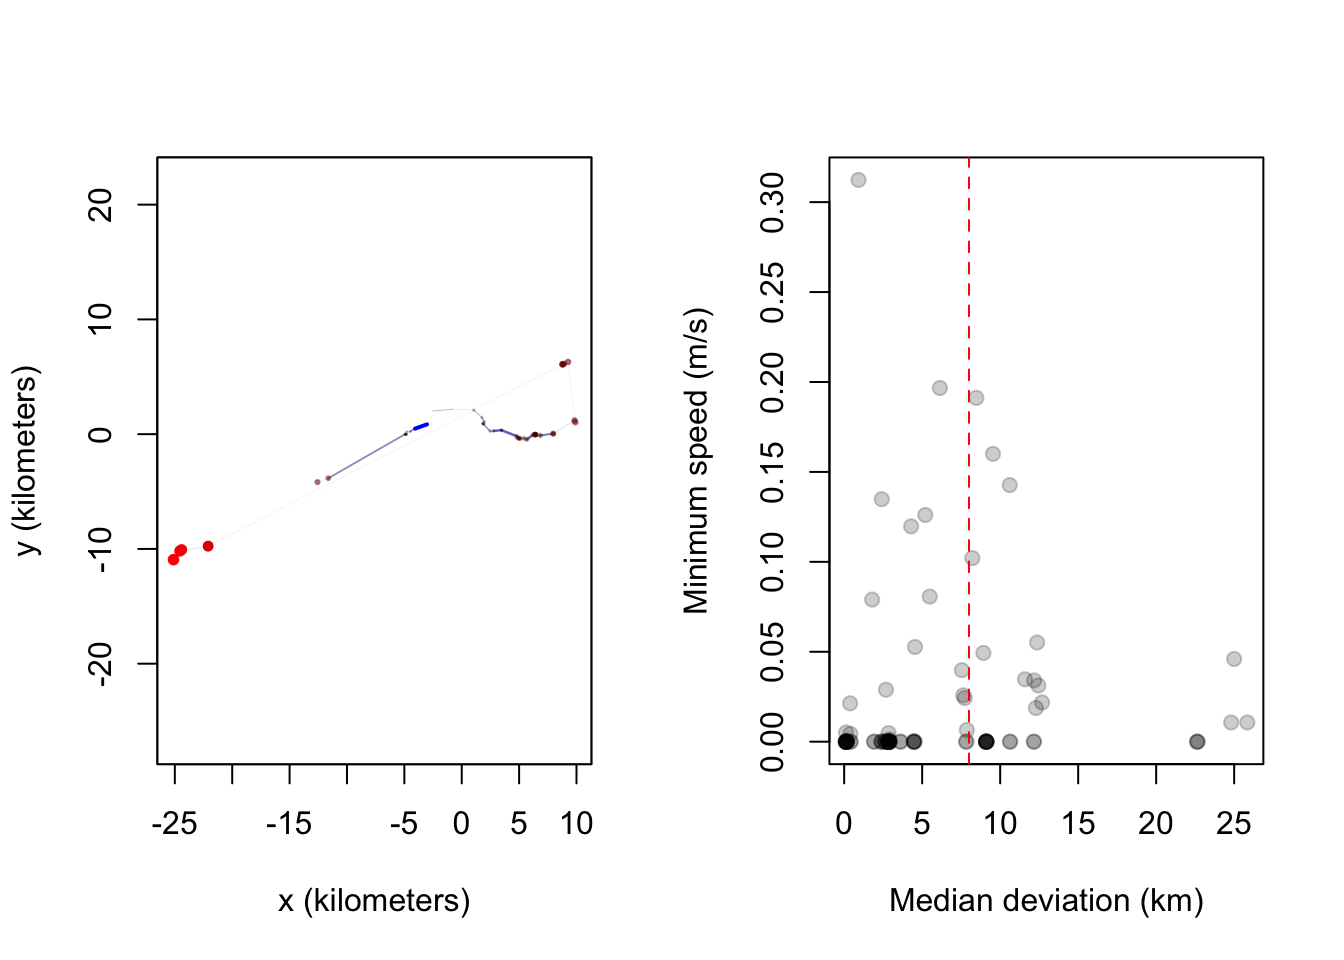 20
10
0
-10
-20
y (kilometers)
-25 -15 -5 0 5 10
x (kilometers)
0.30
0.25
0.20
0.15
0.10
0.05
0.00
Minimum speed (m/s)
0 5 10 15 20 25
Median deviation (km)